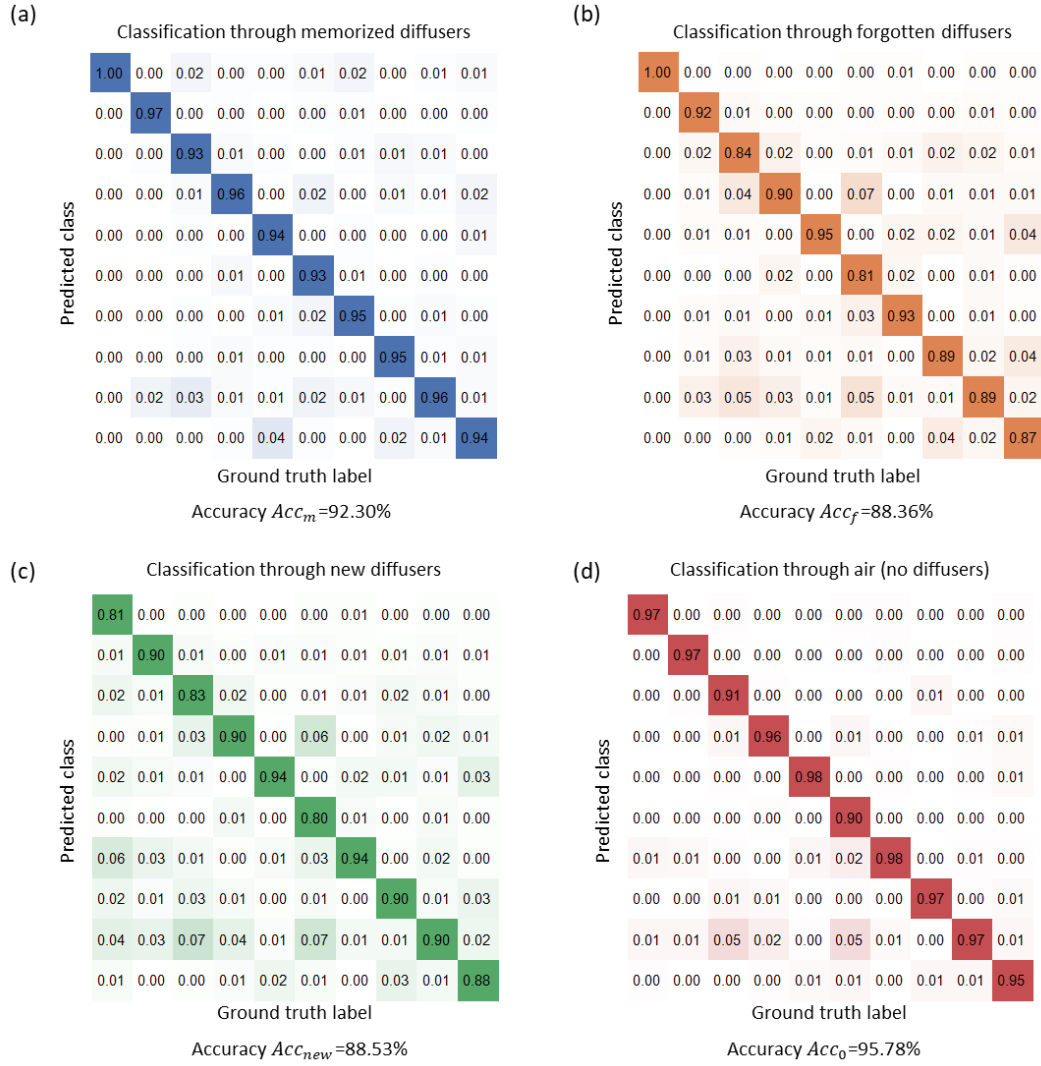 (a)
Classification through memorized diffusers
1.00 0.00 0.02 0.00 0.00 0.01 0.02 0.00 0.01 0.01
0.00 0.97 0.00 0.00 0.00 0.00 0.00 0.01 0.00 0.00
0.00 0.00 0.93 0.01 0.00 0.00 0.01 0.01 0.01 0.00
0.00 0.00 0.01 0.96 0.00 0.02 0.00 0.01 0.01 0.02
0.00 0.00 0.00 0.00 0.94 0.00 0.00 0.00 0.00 0.01
0.00 0.00 0.00 0.01 0.00 0.93 0.01 0.00 0.00 0.00
0.00 0.00 0.00 0.00 0.01 0.02 0.95 0.00 0.01 0.00
0.00 0.00 0.00 0.01 0.00 0.00 0.00 0.95 0.01 0.01
0.00 0.02 0.03 0.01 0.01 0.02 0.01 0.00 0.96 0.01
0.00 0.00 0.00 0.00 0.04 0.00 0.00 0.02 0.01 0.94
Predicted class
Ground truth label
Accuracy Acc_m=92.30%
(b)
Classification through forgotten diffusers
1.00 0.00 0.00 0.00 0.00 0.00 0.01 0.00 0.00 0.00
0.00 0.92 0.01 0.00 0.00 0.00 0.00 0.00 0.01 0.00
0.00 0.02 0.84 0.02 0.00 0.01 0.01 0.02 0.02 0.01
0.00 0.01 0.04 0.90 0.00 0.07 0.00 0.01 0.01 0.01
0.00 0.01 0.01 0.00 0.95 0.00 0.02 0.02 0.01 0.04
0.00 0.00 0.00 0.02 0.00 0.81 0.02 0.00 0.01 0.00
0.00 0.01 0.01 0.00 0.01 0.03 0.93 0.00 0.01 0.00
0.00 0.01 0.03 0.01 0.01 0.01 0.00 0.89 0.02 0.04
0.00 0.03 0.05 0.03 0.01 0.05 0.01 0.01 0.89 0.02
0.00 0.00 0.00 0.01 0.02 0.01 0.00 0.04 0.02 0.87
Predicted class
Ground truth label
Accuracy Acc_f=88.36%
(c)
Classification through new diffusers
0.81 0.00 0.00 0.00 0.00 0.00 0.01 0.00 0.00 0.00
0.01 0.90 0.01 0.00 0.01 0.01 0.01 0.01 0.01 0.01
0.02 0.01 0.83 0.02 0.00 0.01 0.01 0.02 0.01 0.00
0.00 0.01 0.03 0.90 0.00 0.06 0.00 0.01 0.02 0.01
0.02 0.01 0.01 0.00 0.94 0.00 0.02 0.01 0.01 0.03
0.00 0.00 0.00 0.01 0.00 0.80 0.01 0.00 0.01 0.00
0.06 0.03 0.01 0.00 0.01 0.03 0.94 0.00 0.02 0.00
0.02 0.01 0.03 0.01 0.00 0.01 0.00 0.90 0.01 0.03
0.04 0.03 0.07 0.04 0.01 0.07 0.01 0.01 0.90 0.02
0.01 0.00 0.00 0.01 0.02 0.01 0.00 0.03 0.01 0.88
Predicted class
Ground truth label
Accuracy Acc_new=88.53%
(d)
Classification through air (no diffusers)
0.97 0.00 0.00 0.00 0.00 0.00 0.00 0.00 0.00 0.00
0.00 0.97 0.00 0.00 0.00 0.00 0.00 0.00 0.00 0.00
0.00 0.00 0.91 0.00 0.00 0.00 0.00 0.01 0.00 0.00
0.00 0.00 0.01 0.96 0.00 0.01 0.00 0.00 0.00 0.01
0.00 0.00 0.00 0.00 0.98 0.00 0.00 0.00 0.00 0.01
0.00 0.00 0.00 0.00 0.00 0.90 0.00 0.00 0.00 0.00
0.01 0.01 0.00 0.00 0.01 0.02 0.98 0.00 0.01 0.00
0.00 0.00 0.01 0.01 0.00 0.01 0.00 0.97 0.00 0.01
0.01 0.01 0.05 0.02 0.00 0.05 0.01 0.00 0.97 0.01
0.00 0.00 0.00 0.00 0.01 0.01 0.00 0.01 0.01 0.95
Predicted class
Ground truth label
Accuracy Acc_0=95.78%